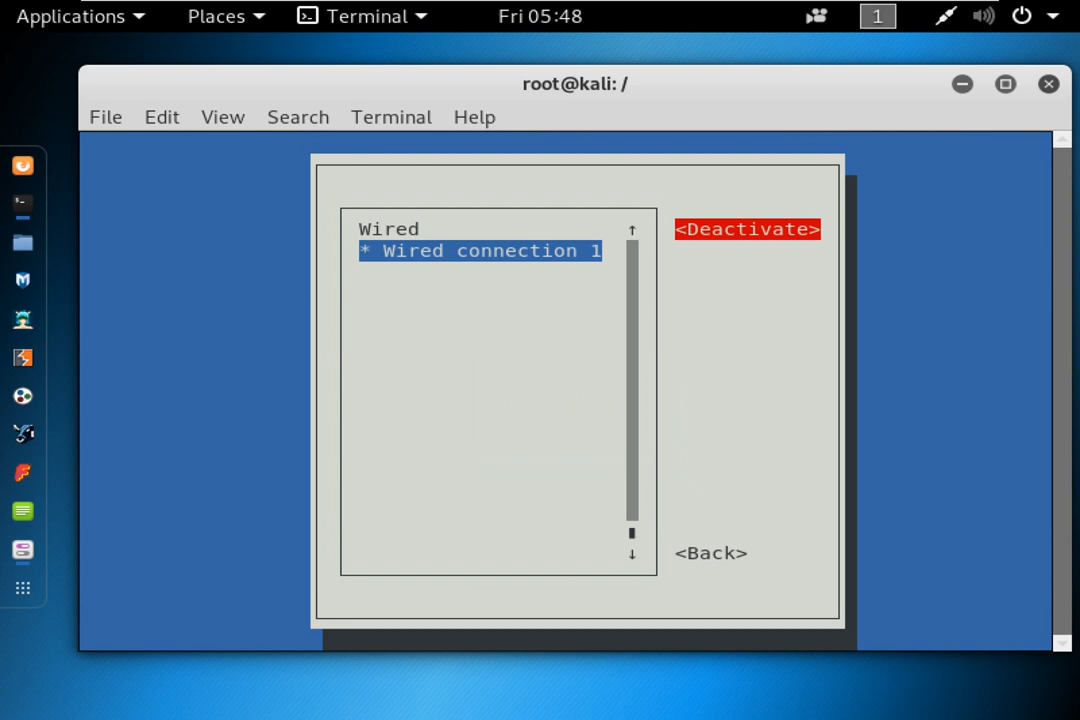 Applications Places Terminal Fri 05:48 1
root@kali: /
File Edit View Search Terminal Help
Wired <Deactivate>
* Wired connection 1
<Back>